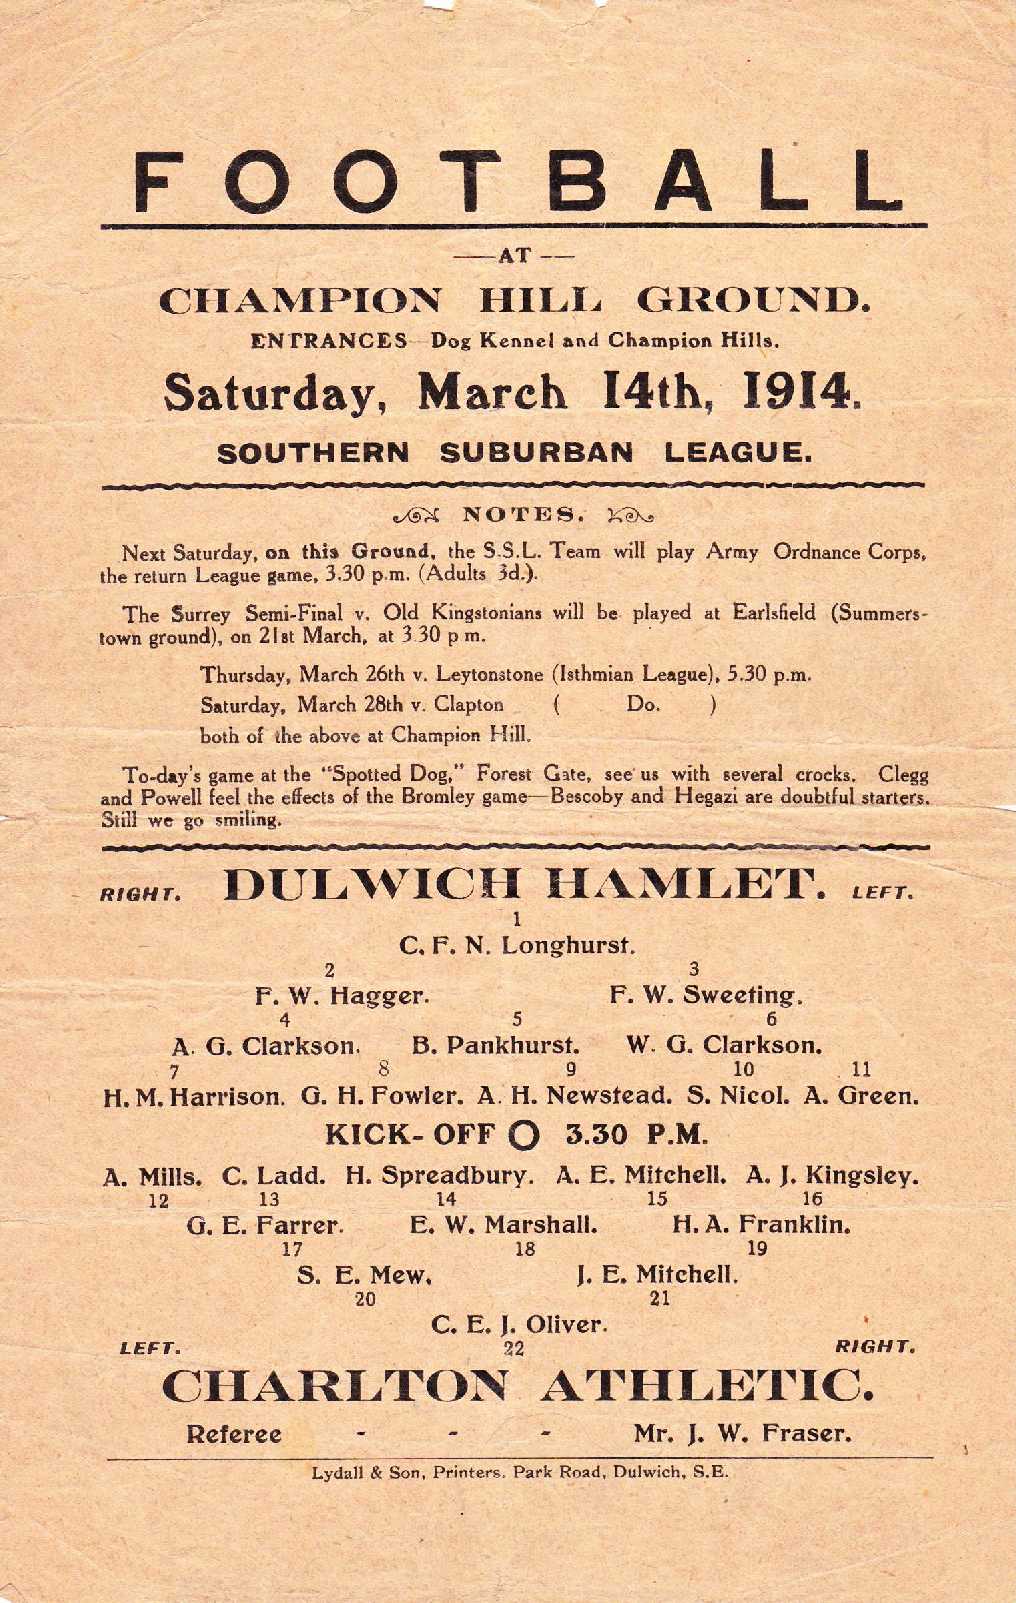 FOOTBALL
—AT—
CHAMPION HILL GROUND.
ENTRANCES—Dog Kennel and Champion Hills.
Saturday, March 14th, 1914.
SOUTHERN SUBURBAN LEAGUE.
NOTES.
Next Saturday, on this Ground, the S.S.L. Team will play Army Ordnance Corps,
the return League game, 3.30 p.m. (Adults 3d.).
The Surrey Semi-Final v. Old Kingstonians will be played at Earlsfield (Summers-
town ground), on 21st March, at 3.30 p m.
Thursday, March 26th v. Leytonstone (Isthmian League), 5.30 p.m.
Saturday, March 28th v. Clapton ( Do. )
both of the above at Champion Hill.
To-day's game at the "Spotted Dog," Forest Gate, see us with several crocks. Clegg
and Powell feel the effects of the Bromley game—Bescoby and Hegazi are doubtful starters.
Still we go smiling.
RIGHT. DULWICH HAMLET. LEFT.
1
C. F. N. Longhurst.
2 3
F. W. Hagger. F. W. Sweeting.
4 5 6
A. G. Clarkson. B. Pankhurst. W. G. Clarkson.
7 8 9 10 11
H. M. Harrison. G. H. Fowler. A. H. Newstead. S. Nicol. A. Green.
KICK-OFF O 3.30 P.M.
A. Mills. C. Ladd. H. Spreadbury. A. E. Mitchell. A. J. Kingsley.
12 13 14 15 16
G. E. Farrer. E. W. Marshall. H. A. Franklin.
17 18 19
S. E. Mew. J. E. Mitchell.
20 21
C. E. J. Oliver.
LEFT. 22 RIGHT.
CHARLTON ATHLETIC.
Referee - - - Mr. J. W. Fraser.
Lydall & Son, Printers, Park Road, Dulwich, S.E.